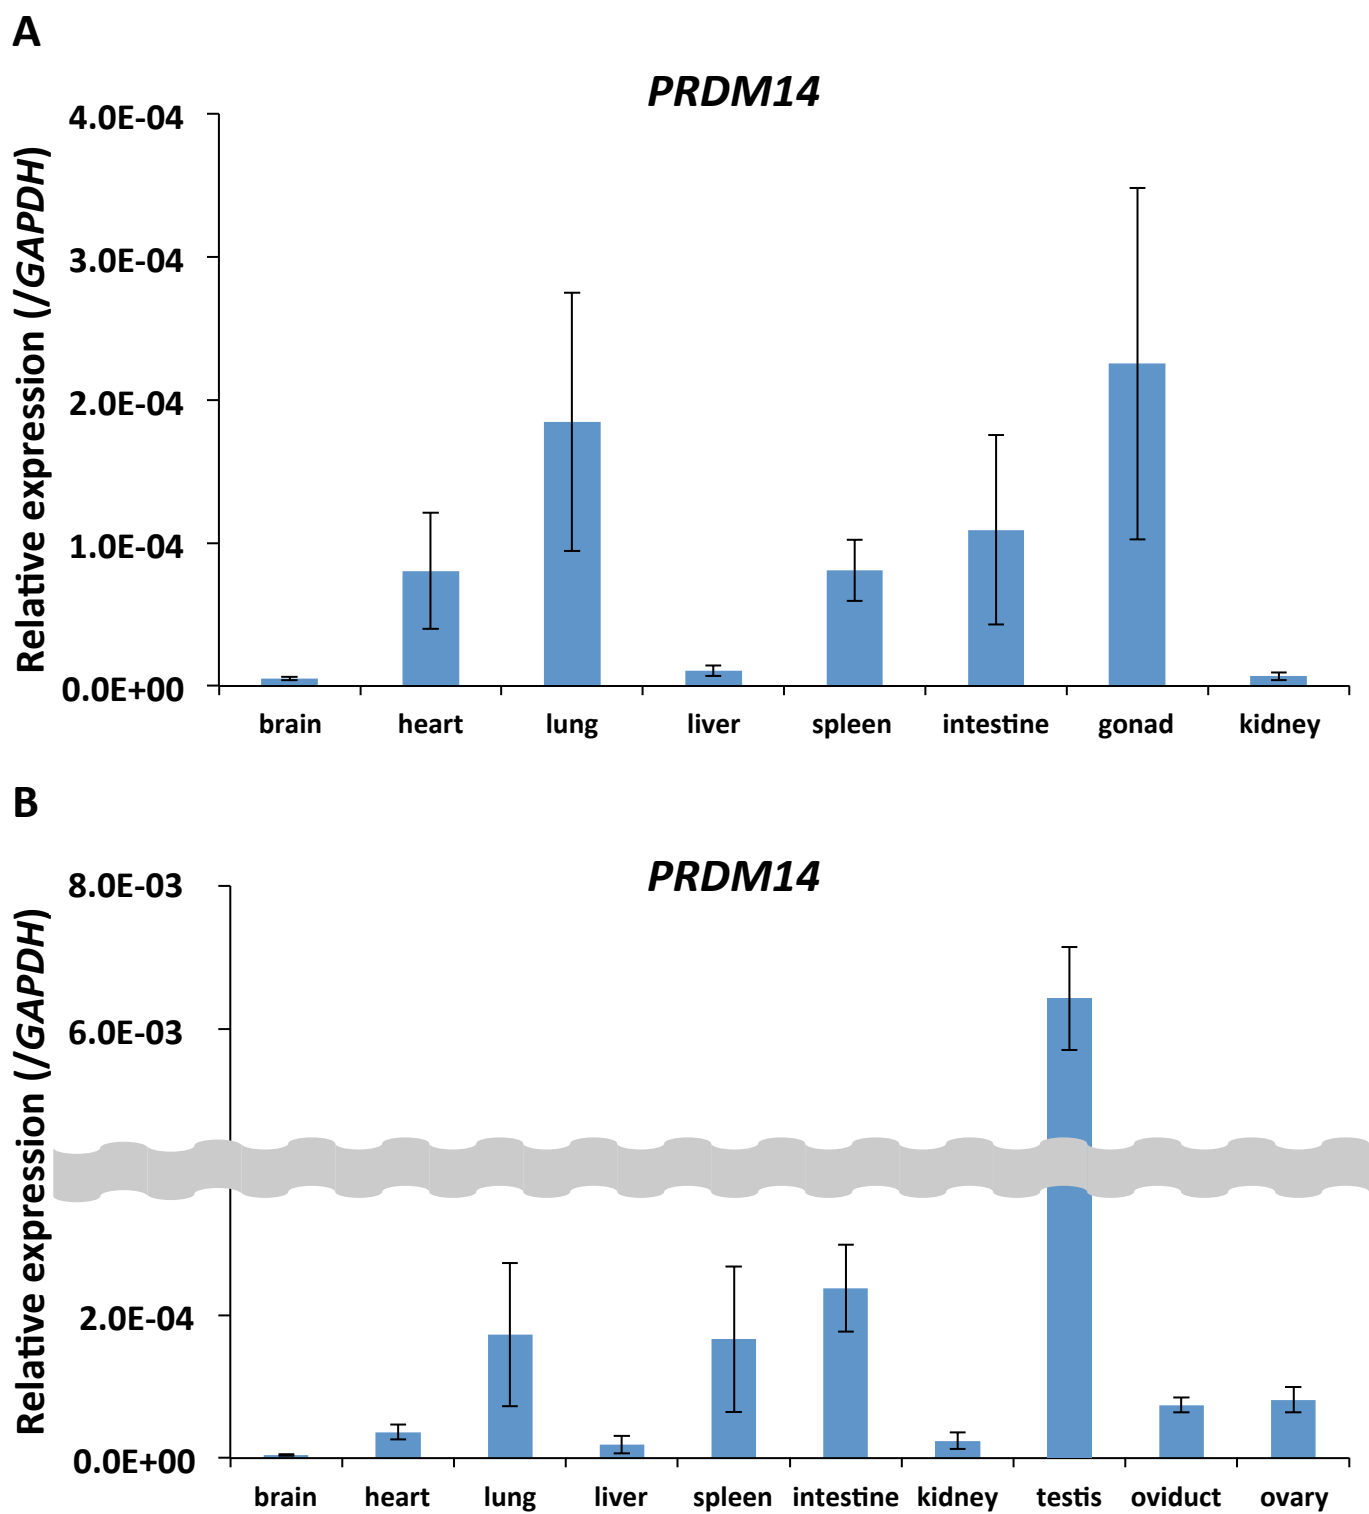 A
PRDM14
Relative expression (/GAPDH)
4.0E-04
3.0E-04
2.0E-04
1.0E-04
0.0E+00
brain heart lung liver spleen intestine gonad kidney
B
PRDM14
Relative expression (/GAPDH)
8.0E-03
6.0E-03
2.0E-04
0.0E+00
brain heart lung liver spleen intestine kidney testis oviduct ovary